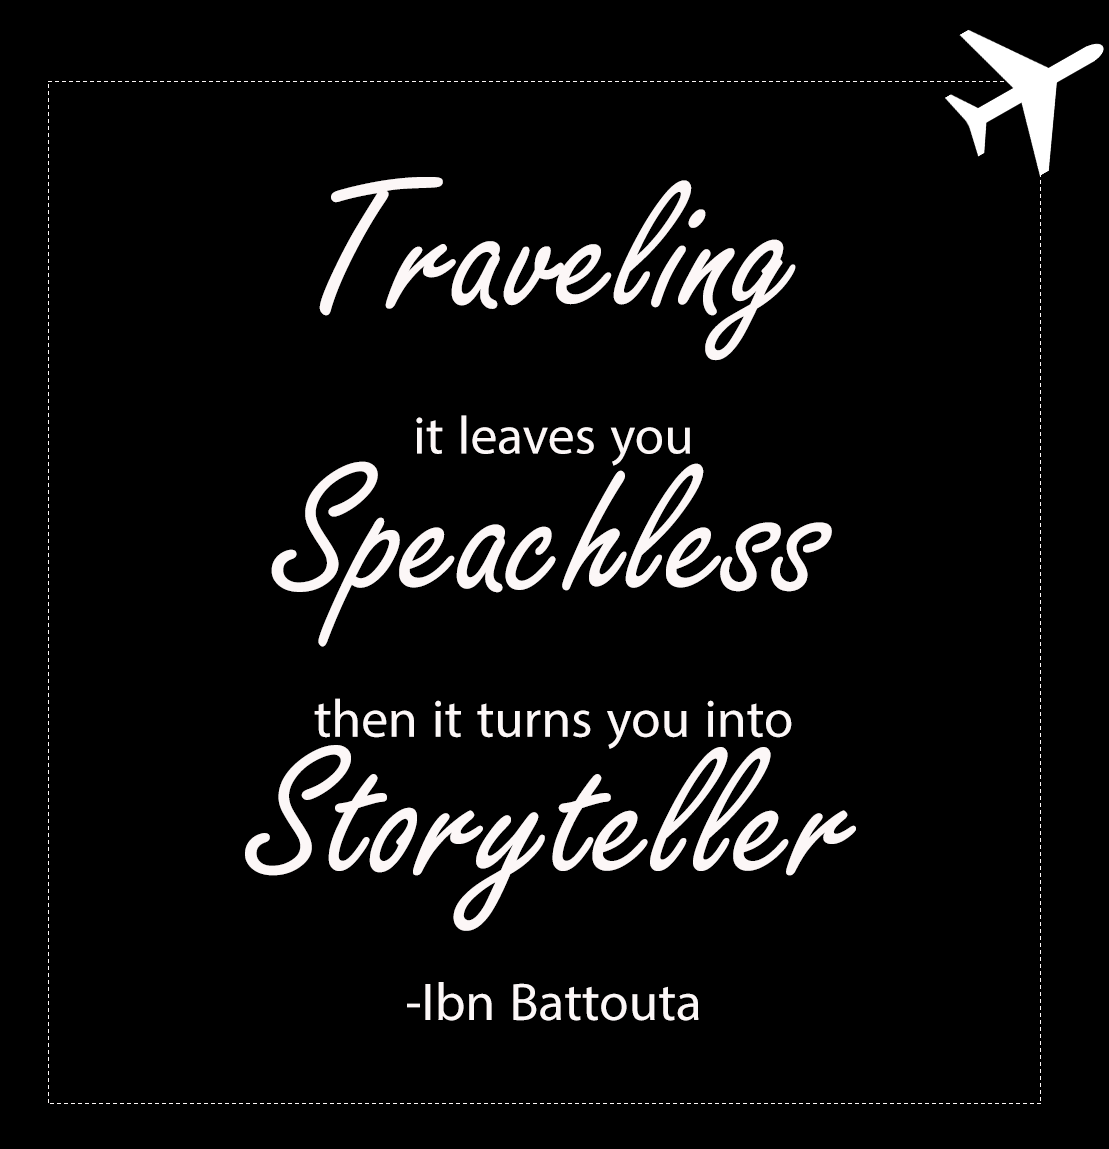 Traveling
it leaves you
Speachless
then it turns you into
Storyteller
-Ibn Battouta